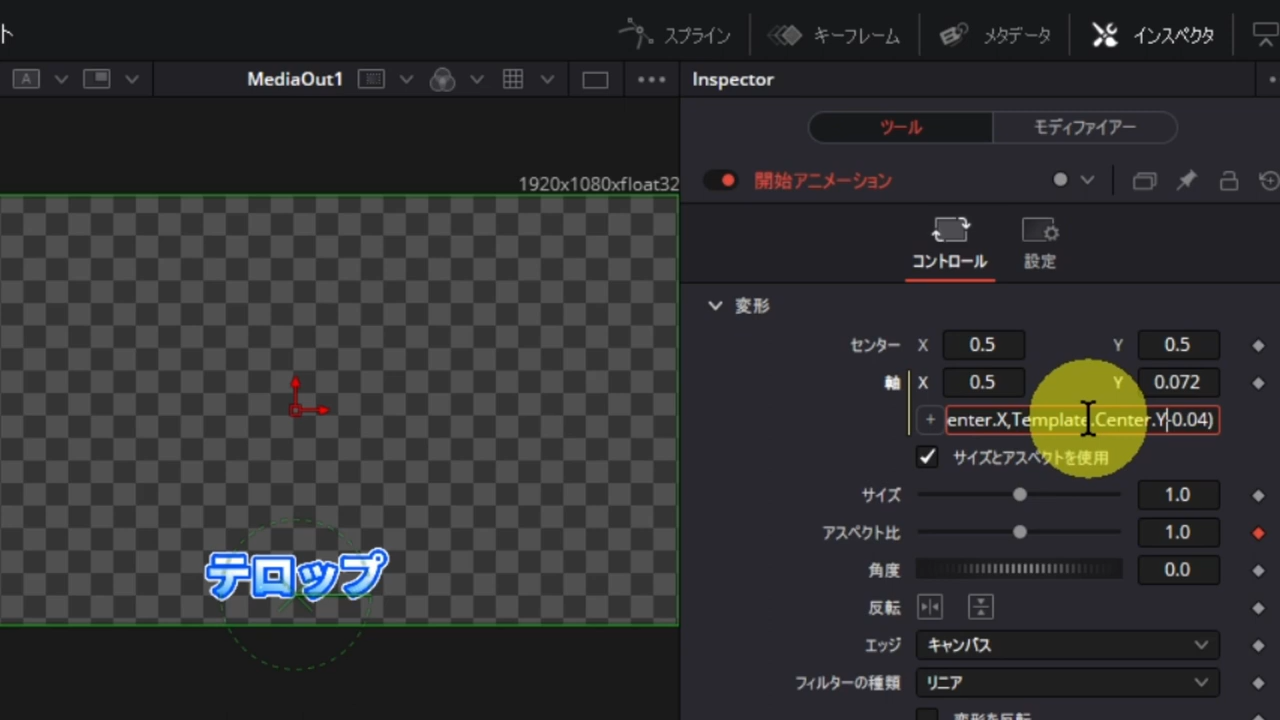 ト
スプライン
キーフレーム
メタデータ
インスペクタ
A
MediaOut1
Inspector
ツール
モディファイアー
1920x1080xfloat32
開始アニメーション
コントロール
設定
変形
センター X 0.5 Y 0.5
軸 X 0.5 Y 0.072
+ enter.X,Template.Center.Y-0.04)
サイズとアスペクトを使用
サイズ 1.0
アスペクト比 1.0
テロップ
角度 0.0
反転
エッジ キャンバス
フィルターの種類 リニア
変形を反転